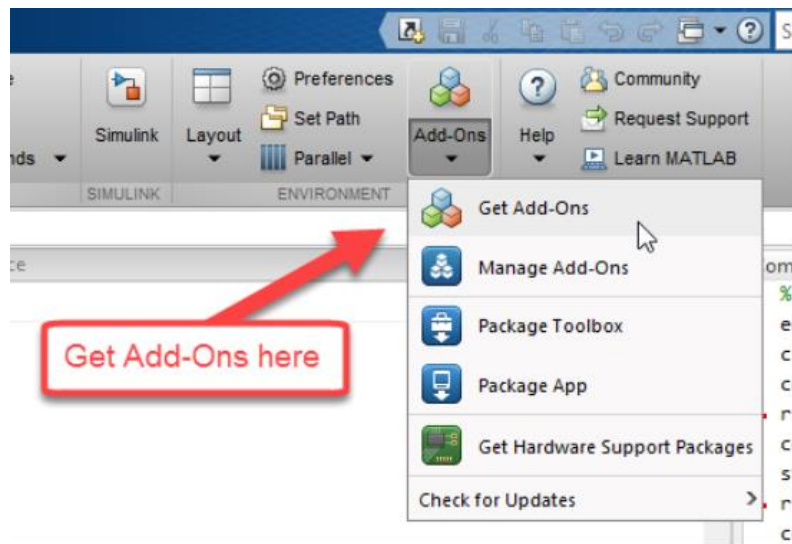 S
Preferences
Community
Simulink
Layout
Set Path
Add-Ons
Help
Request Support
nds
Parallel
Learn MATLAB
SIMULINK
ENVIRONMENT
Get Add-Ons
Manage Add-Ons
Package Toolbox
Package App
Get Hardware Support Packages
Check for Updates
Get Add-Ons here
ce
om
%
e
c
c
r
c
s
r
c